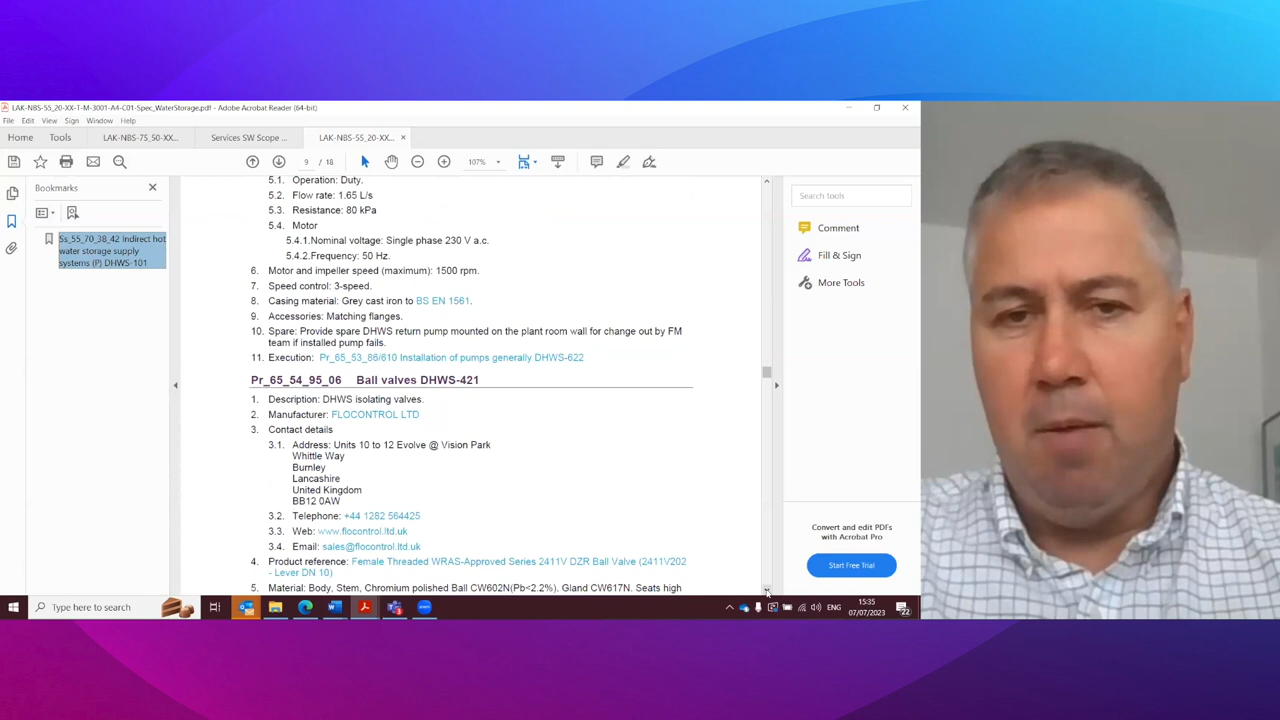 LAK-NBS-55_20-XX-T-M-3001-A4-C01-Spec_WaterStorage.pdf - Adobe Acrobat Reader (64-bit)
File Edit View Sign Window Help
Home Tools LAK-NBS-75_50-XX... Services SW Scope ... LAK-NBS-55_20-XX... ×
9 / 18 107%
Bookmarks
Ss_55_70_38_42 Indirect hot
water storage supply
systems (P) DHWS-101
5.1. Operation: Duty.
5.2. Flow rate: 1.65 L/s
5.3. Resistance: 80 kPa
5.4. Motor
5.4.1.Nominal voltage: Single phase 230 V a.c.
5.4.2.Frequency: 50 Hz.
6. Motor and impeller speed (maximum): 1500 rpm.
7. Speed control: 3-speed.
8. Casing material: Grey cast iron to BS EN 1561.
9. Accessories: Matching flanges.
10. Spare: Provide spare DHWS return pump mounted on the plant room wall for change out by FM
team if installed pump fails.
11. Execution: Pr_65_53_86/610 Installation of pumps generally DHWS-622
Pr_65_54_95_06 Ball valves DHWS-421
1. Description: DHWS isolating valves.
2. Manufacturer: FLOCONTROL LTD
3. Contact details
3.1. Address: Units 10 to 12 Evolve @ Vision Park
Whittle Way
Burnley
Lancashire
United Kingdom
BB12 0AW
3.2. Telephone: +44 1282 564425
3.3. Web: www.flocontrol.ltd.uk
3.4. Email: sales@flocontrol.ltd.uk
4. Product reference: Female Threaded WRAS-Approved Series 2411V DZR Ball Valve (2411V202
- Lever DN 10)
5. Material: Body, Stem, Chromium polished Ball CW602N(Pb<2.2%), Gland CW617N. Seats high
Search tools
Comment
Fill & Sign
More Tools
Convert and edit PDFs
with Acrobat Pro
Start Free Trial
Type here to search
ENG
15:35
07/07/2023
22